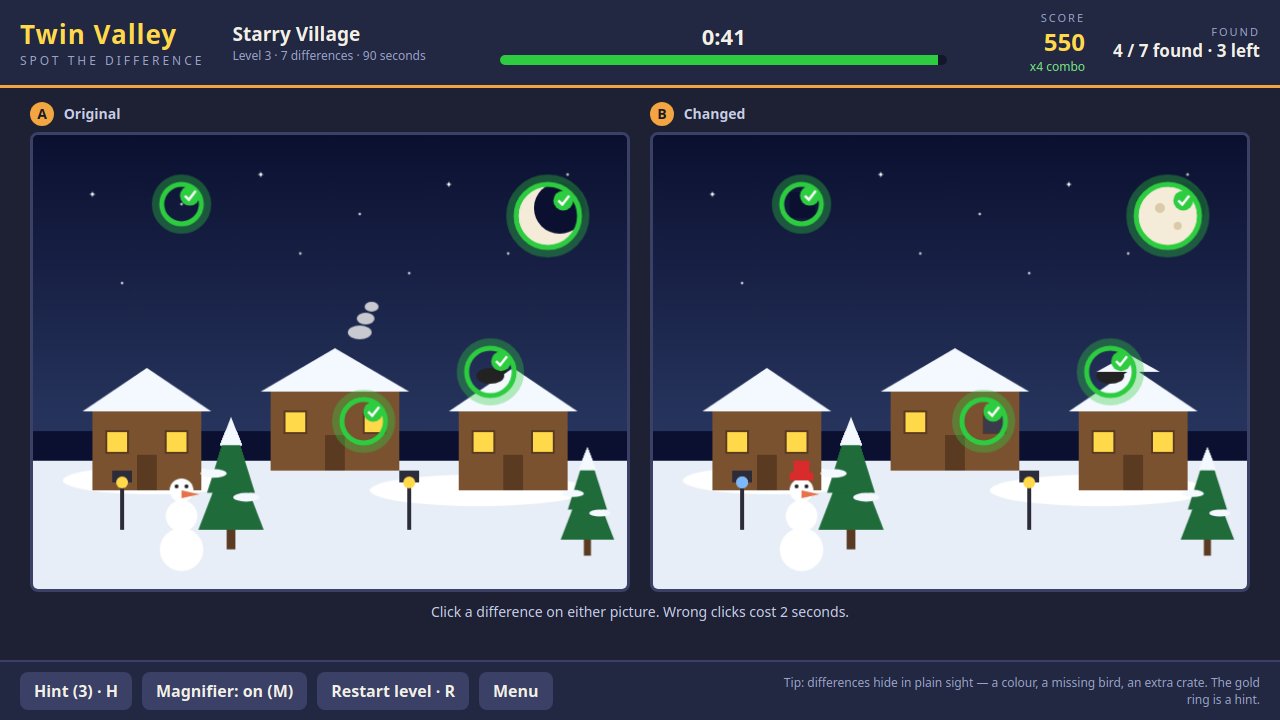 Twin Valley
SPOT THE DIFFERENCE
Starry Village
Level 3 · 7 differences · 90 seconds
0:41
SCORE
550
x4 combo
FOUND
4 / 7 found · 3 left
A Original
B Changed
Click a difference on either picture. Wrong clicks cost 2 seconds.
Hint (3) · H
Magnifier: on (M)
Restart level · R
Menu
Tip: differences hide in plain sight — a colour, a missing bird, an extra crate. The gold
ring is a hint.